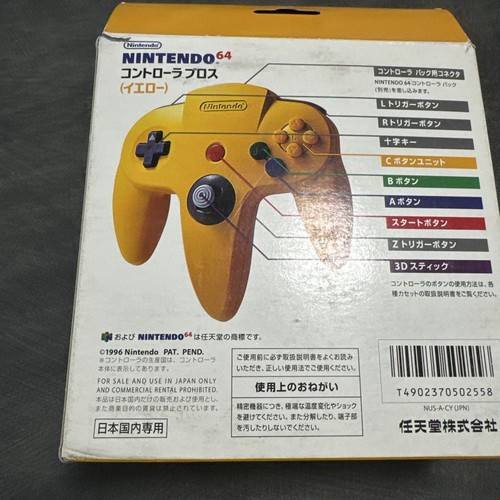 Nintendo
NINTENDO64
コントローラ ブロス
(イエロー)
Nintendo
コントローラ パック用コネクタ
NINTENDO 64 コントローラ パック
(別売)を差し込みます。
Lトリガーボタン
Rトリガーボタン
十字キー
Cボタンユニット
Bボタン
Aボタン
スタートボタン
Zトリガーボタン
3Dスティック
コントローラのボタンの使用方法は、各
種カセットの取扱説明書をご覧ください。
および NINTENDO64 は任天堂の商標です。
©1996 Nintendo PAT. PEND.
※コントローラの生産国は、コントローラ
本体に表示してあります。
FOR SALE AND USE IN JAPAN ONLY
AND COMMERCIAL RENTAL PROHIBITED.
本品は日本国内だけの販売および使用とし、
また商業目的の賃貸は禁止されています。
日本国内専用
ご使用前に必ず取扱説明書をよくお読み
いただき、正しい使用法でご使用ください。
使用上のおねがい
精密機器につき、極端な温度変化やショック
を避けてください。また分解したり、端子部
を汚したりしないでください。
T4902370502558
NUS-A-CY(JPN)
任天堂株式会社